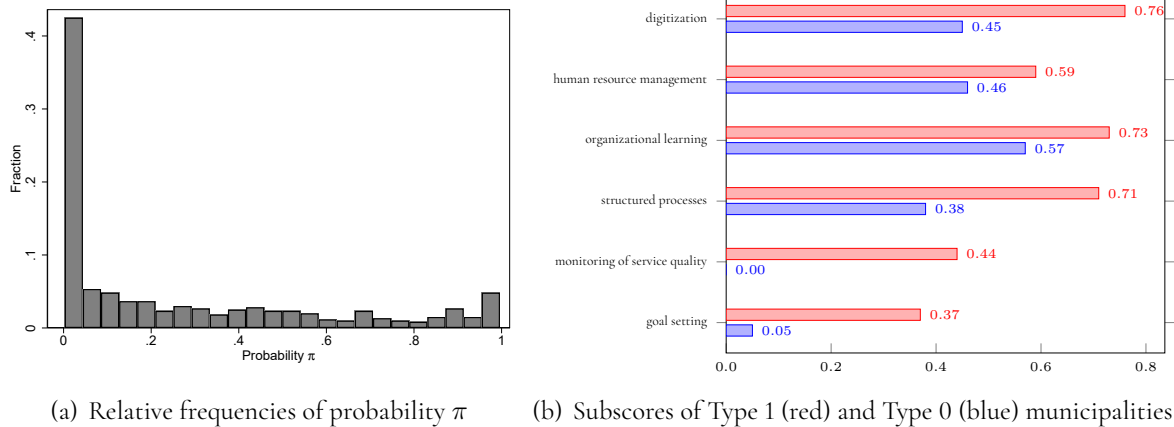 Fraction
.4
.3
.2
.1
0
0
.2
.4
.6
.8
1
Probability π
(a) Relative frequencies of probability π
digitization
0.76
0.45
human resource management
0.59
0.46
organizational learning
0.73
0.57
structured processes
0.71
0.38
monitoring of service quality
0.44
0.00
goal setting
0.37
0.05
0.0
0.2
0.4
0.6
0.8
(b) Subscores of Type 1 (red) and Type 0 (blue) municipalities